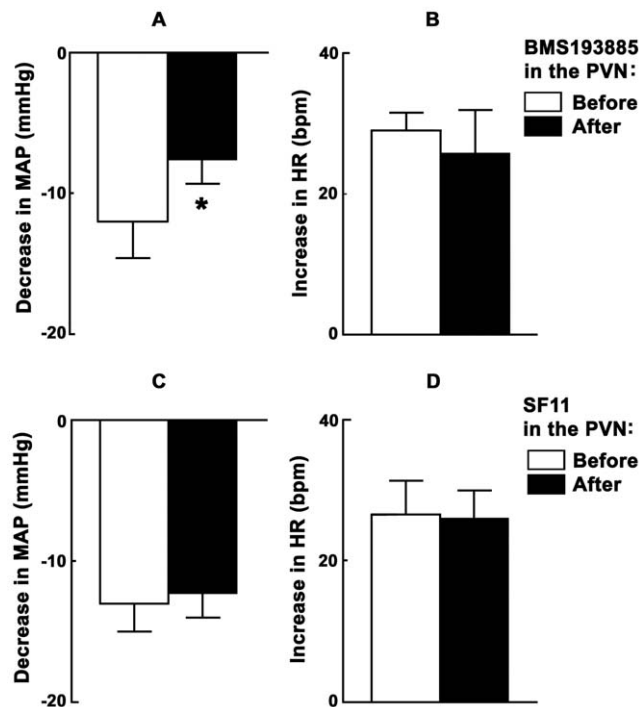 A
Decrease in MAP (mmHg)
0
-10
-20
*
B
Increase in HR (bpm)
40
20
0
BMS193885
in the PVN:
Before
After
C
Decrease in MAP (mmHg)
0
-10
-20
D
Increase in HR (bpm)
40
20
0
SF11
in the PVN:
Before
After